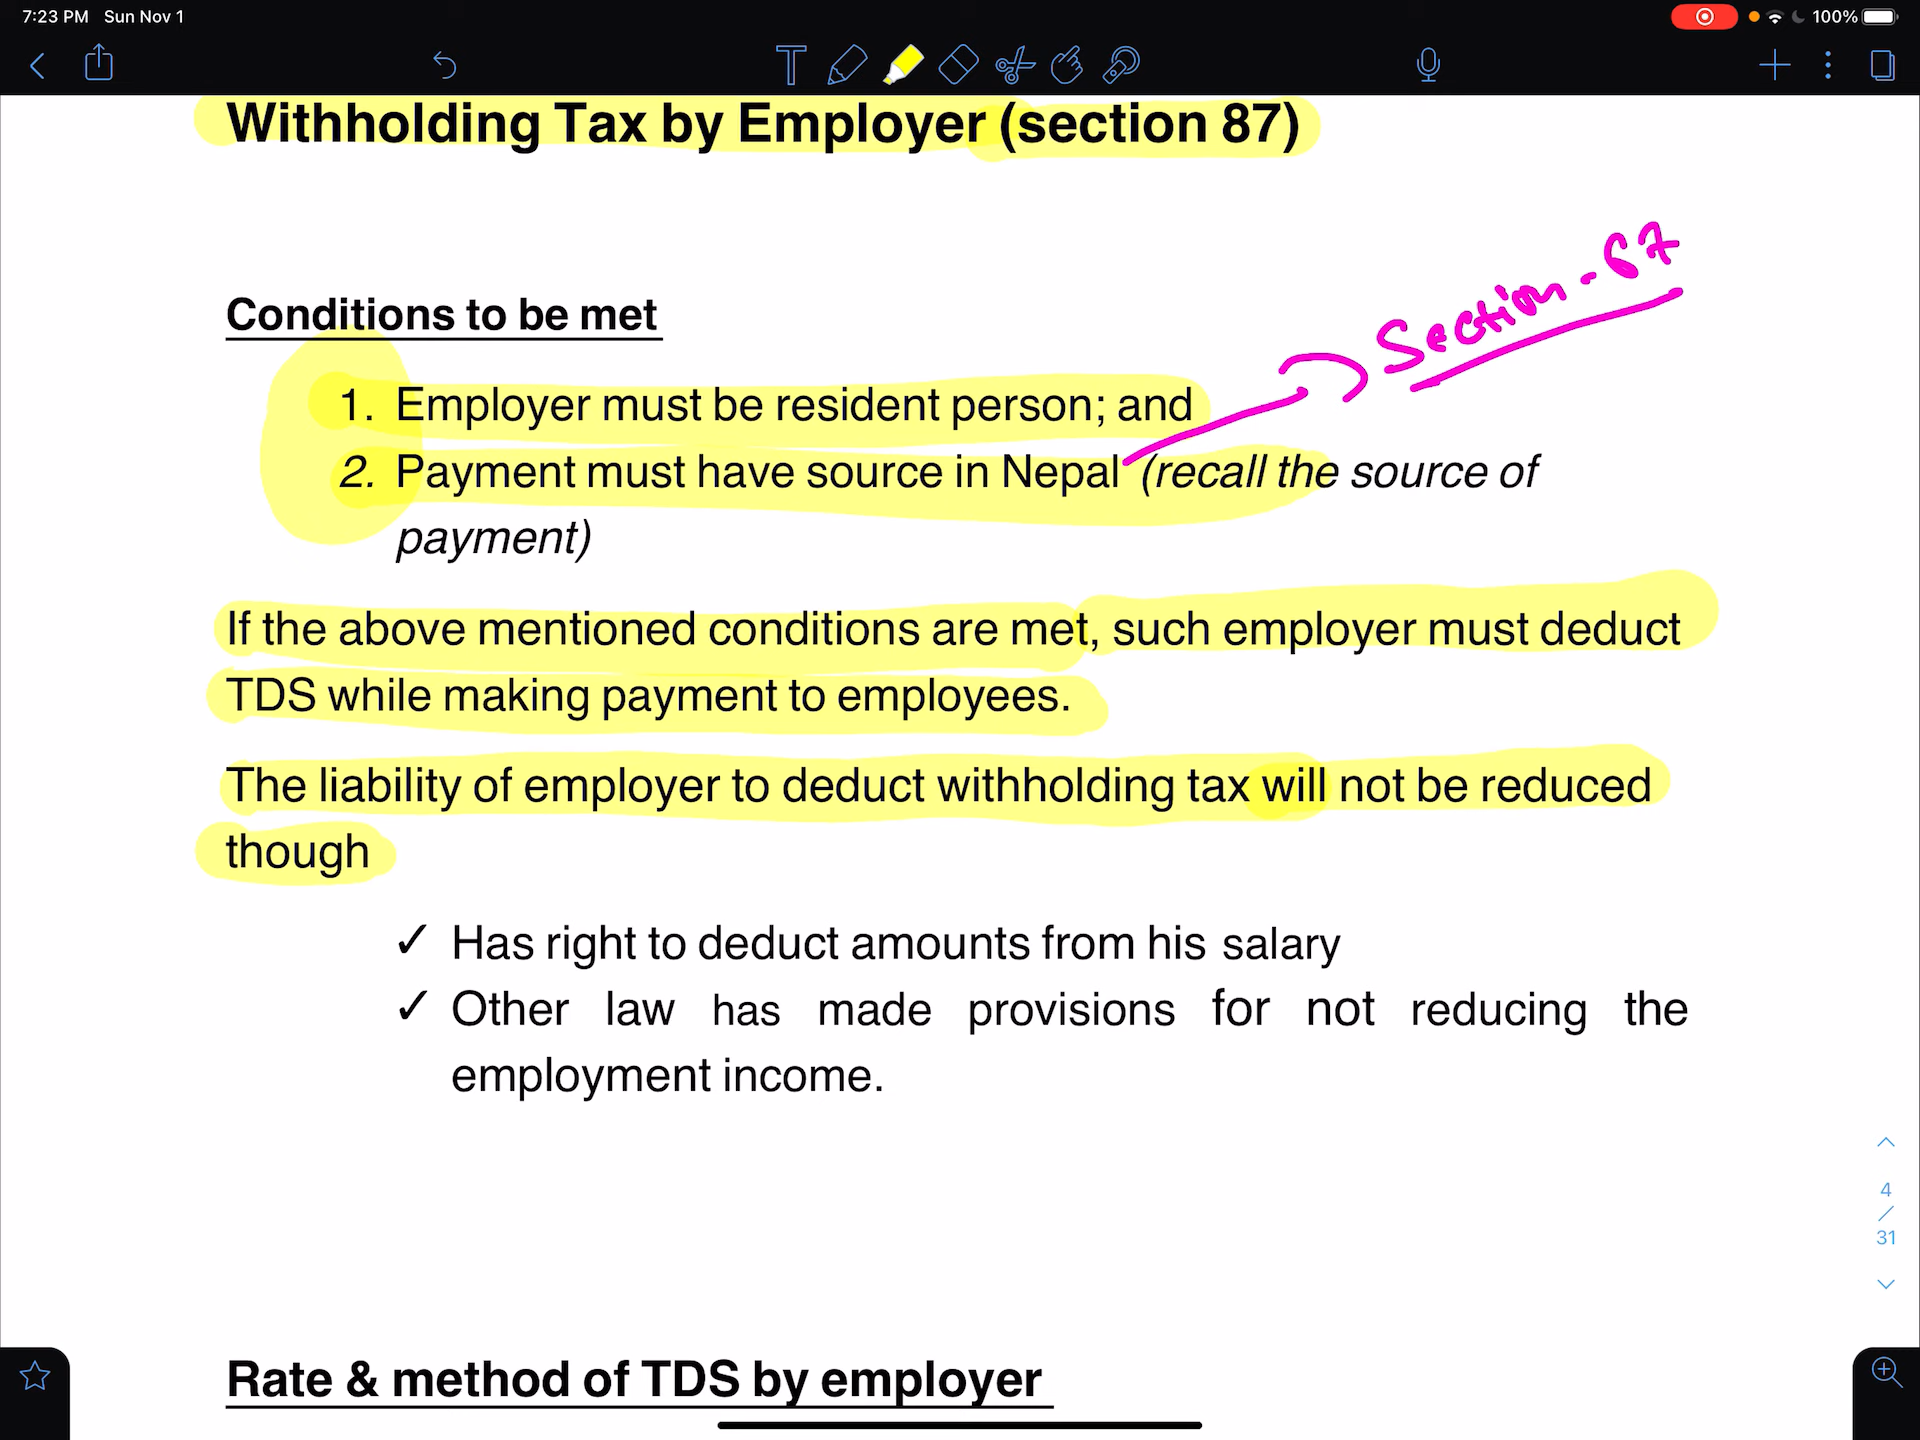 7:23 PM Sun Nov 1
100%
Withholding Tax by Employer (section 87)
Section - 67
Conditions to be met
1. Employer must be resident person; and
2. Payment must have source in Nepal (recall the source of
payment)
If the above mentioned conditions are met, such employer must deduct
TDS while making payment to employees.
The liability of employer to deduct withholding tax will not be reduced
though
✓ Has right to deduct amounts from his salary
✓ Other law has made provisions for not reducing the
employment income.
4
/
31
Rate & method of TDS by employer